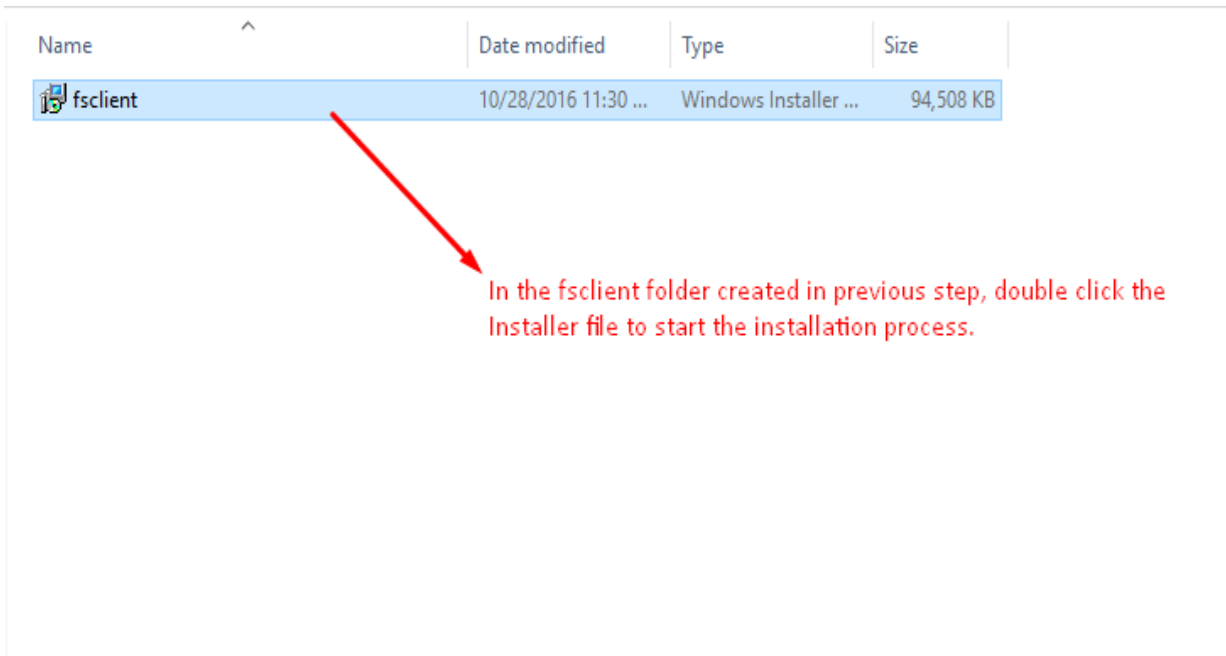 Name Date modified Type Size
fsclient 10/28/2016 11:30 ... Windows Installer ... 94,508 KB
In the fsclient folder created in previous step, double click the
Installer file to start the installation process.